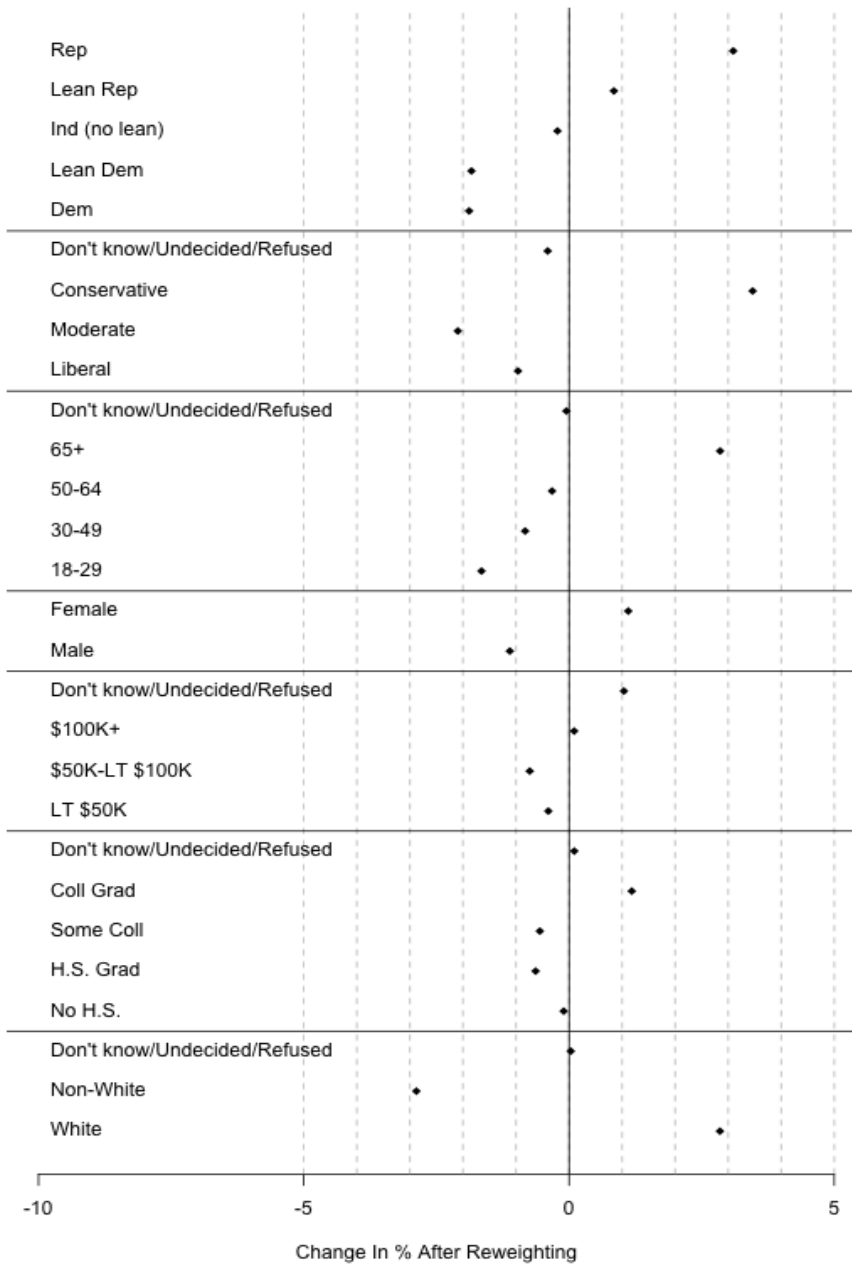 Rep
Lean Rep
Ind (no lean)
Lean Dem
Dem
Don't know/Undecided/Refused
Conservative
Moderate
Liberal
Don't know/Undecided/Refused
65+
50-64
30-49
18-29
Female
Male
Don't know/Undecided/Refused
$100K+
$50K-LT $100K
LT $50K
Don't know/Undecided/Refused
Coll Grad
Some Coll
H.S. Grad
No H.S.
Don't know/Undecided/Refused
Non-White
White
-10 -5 0 5
Change In % After Reweighting